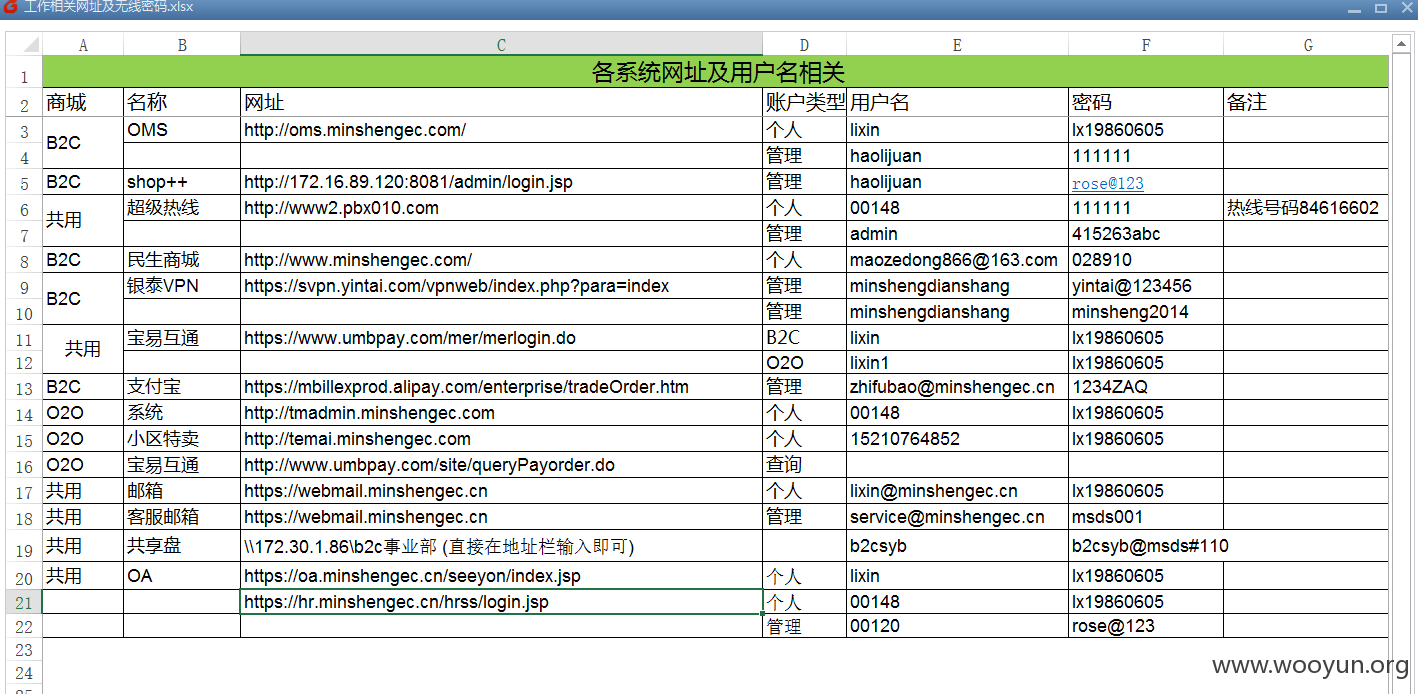 工作相关网址及无线密码.xlsx
A B C D E F G
1 各系统网址及用户名相关
2 商城 名称 网址 账户类型 用户名 密码 备注
3 B2C OMS http://oms.minshengec.com/ 个人 lixin lx19860605
4 管理 haolijuan 111111
5 B2C shop++ http://172.16.89.120:8081/admin/login.jsp 管理 haolijuan rose@123
6 共用 超级热线 http://www2.pbx010.com 个人 00148 111111 热线号码84616602
7 管理 admin 415263abc
8 B2C 民生商城 http://www.minshengec.com/ 个人 maozedong866@163.com 028910
9 B2C 银泰VPN https://svpn.yintai.com/vpnweb/index.php?para=index 管理 minshengdianshang yintai@123456
10 管理 minshengdianshang minsheng2014
11 共用 宝易互通 https://www.umbpay.com/mer/merlogin.do B2C lixin lx19860605
12 O2O lixin1 lx19860605
13 B2C 支付宝 https://mbillexprod.alipay.com/enterprise/tradeOrder.htm 管理 zhifubao@minshengec.cn 1234ZAQ
14 O2O 系统 http://tmadmin.minshengec.com 个人 00148 lx19860605
15 O2O 小区特卖 http://temai.minshengec.com 个人 15210764852 lx19860605
16 O2O 宝易互通 http://www.umbpay.com/site/queryPayorder.do 查询
17 共用 邮箱 https://webmail.minshengec.cn 个人 lixin@minshengec.cn lx19860605
18 共用 客服邮箱 https://webmail.minshengec.cn 管理 service@minshengec.cn msds001
19 共用 共享盘 \\172.30.1.86\b2c事业部 (直接在地址栏输入即可) b2csyb b2csyb@msds#110
20 共用 OA https://oa.minshengec.cn/seeyon/index.jsp 个人 lixin lx19860605
21 https://hr.minshengec.cn/hrss/login.jsp 个人 00148 lx19860605
22 管理 00120 rose@123
23
24
25
www.wooyun.org